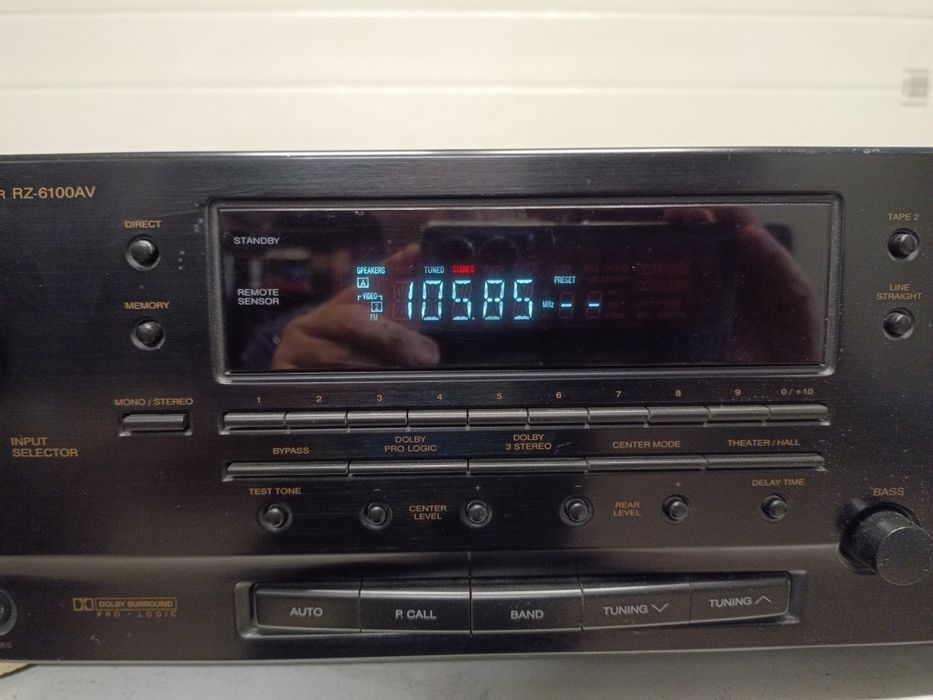 RZ-6100AV
DIRECT
MEMORY
MONO / STEREO
INPUT
SELECTOR
STANDBY
REMOTE
SENSOR
SPEAKERS
A
TUNED STEREO
PRESET
VIDEO
2
FM
105.85 MHz --
TAPE 2
LINE
STRAIGHT
1 2 3 4 5 6 7 8 9 0 / +10
BYPASS
DOLBY
PRO LOGIC
DOLBY
3 STEREO
CENTER MODE
THEATER / HALL
TEST TONE
- CENTER
LEVEL +
- REAR
LEVEL +
DELAY TIME
BASS
DOLBY SURROUND
PRO • LOGIC
AUTO
P. CALL
BAND
TUNING
TUNING